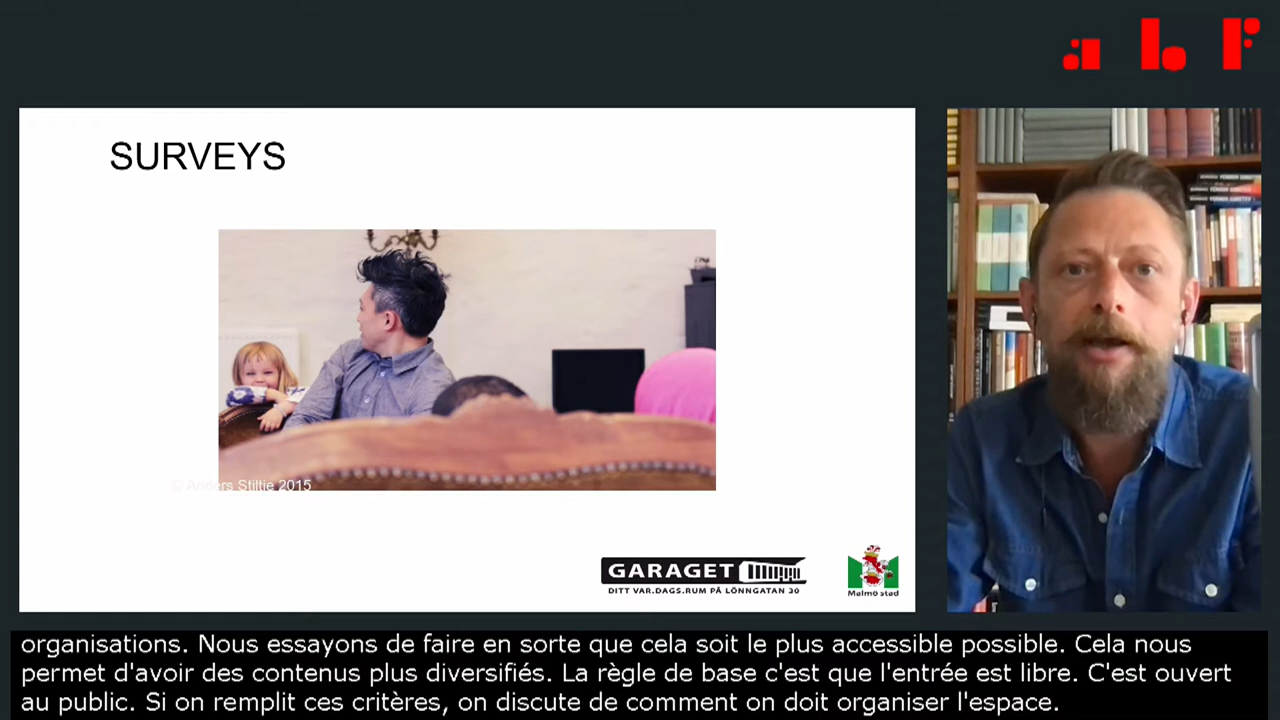 abf
SURVEYS
© Anders Stiltie 2015
GARAGET
DITT VAR.DAGS.RUM PÅ LÖNNGATAN 30
Malmö stad
organisations. Nous essayons de faire en sorte que cela soit le plus accessible possible. Cela nous
permet d'avoir des contenus plus diversifiés. La règle de base c'est que l'entrée est libre. C'est ouvert
au public. Si on remplit ces critères, on discute de comment on doit organiser l'espace.